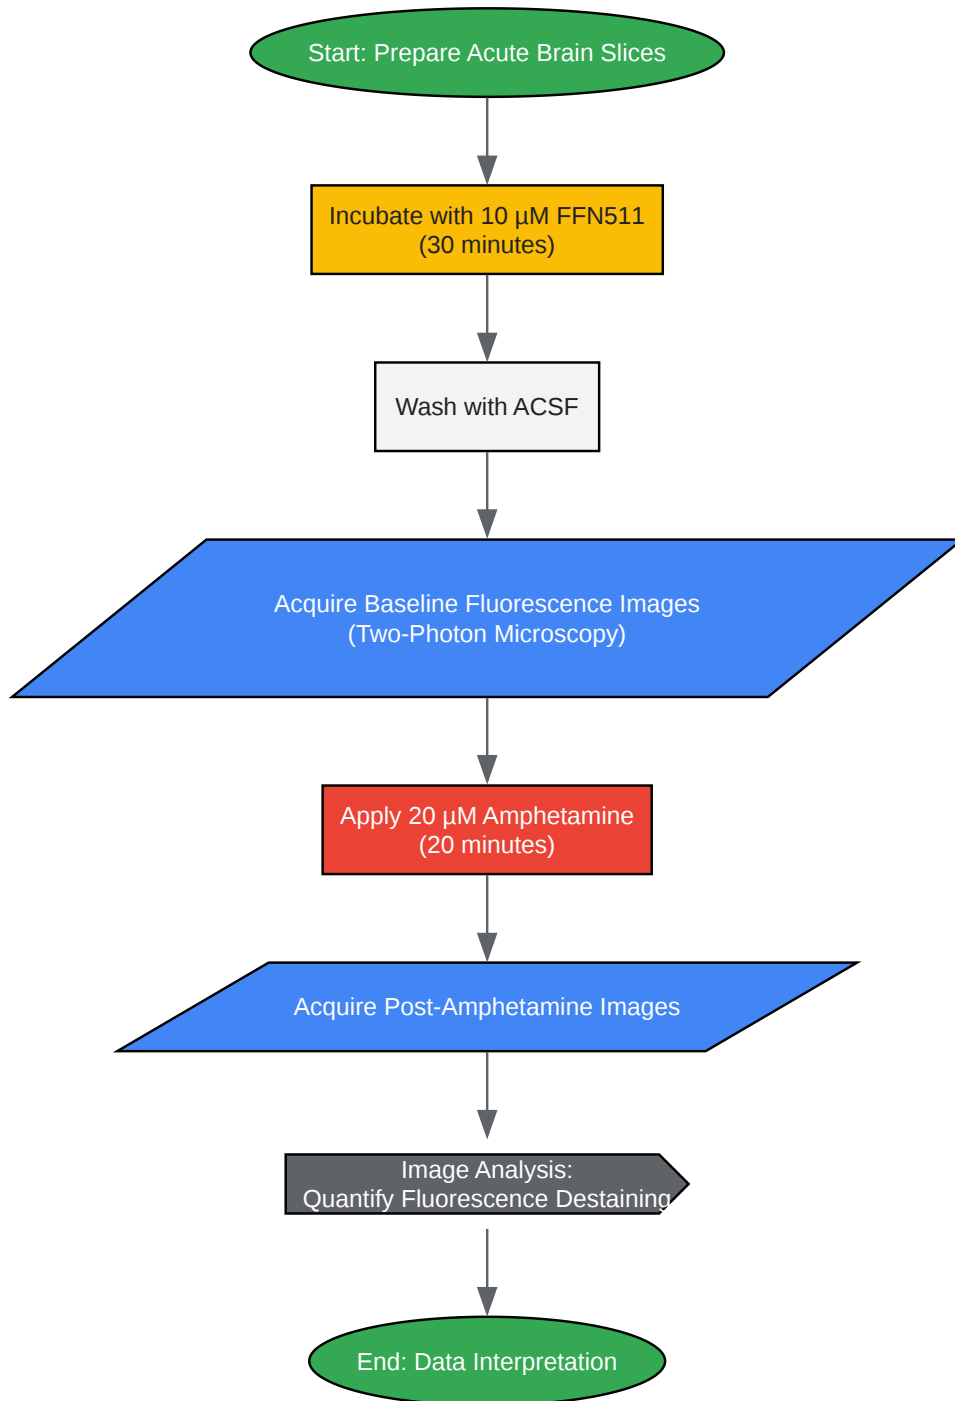 Start: Prepare Acute Brain Slices
Incubate with 10 µM FFN511
(30 minutes)
Wash with ACSF
Acquire Baseline Fluorescence Images
(Two-Photon Microscopy)
Apply 20 µM Amphetamine
(20 minutes)
Acquire Post-Amphetamine Images
Image Analysis:
Quantify Fluorescence Destaining
End: Data Interpretation